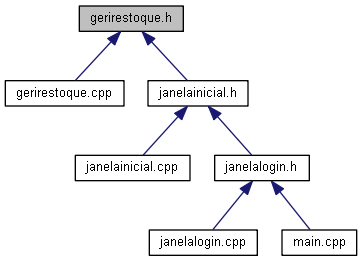 gerirestoque.h
gerirestoque.cpp
janelainicial.h
janelainicial.cpp
janelalogin.h
janelalogin.cpp
main.cpp